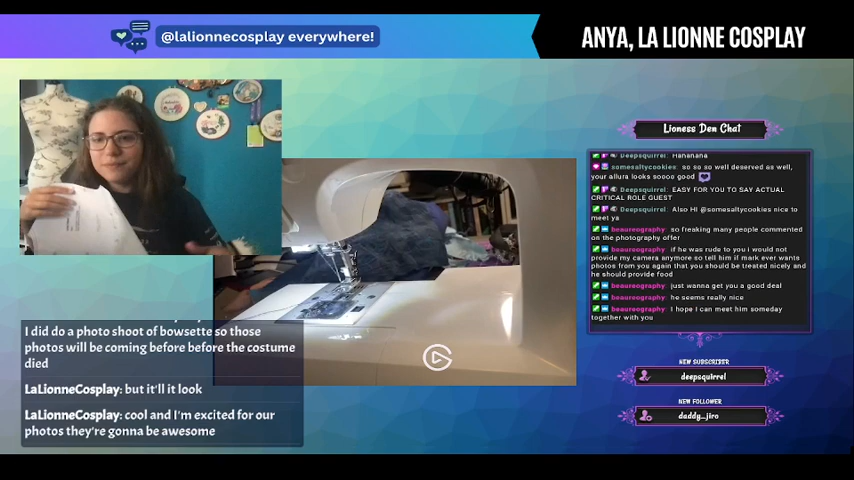 @lalionnecosplay everywhere!
ANYA, LA LIONNE COSPLAY
Lioness Den Chat
Deepsquirrel: Hahahaha
somesaltycookies: so so so well deserved as well,
your allura looks soooo good
Deepsquirrel: EASY FOR YOU TO SAY ACTUAL
CRITICAL ROLE GUEST
Deepsquirrel: Also Hi @somesaltycookies nice to
meet ya
beaureography: so freaking many people commented
on the photography offer
beaureography: if he was rude to you i would not
provide my camera anymore so tell him if mark ever wants
photos from you again that you should be treated nicely and
he should provide food
beaureography: just wanna get you a good deal
beaureography: he seems really nice
beaureography: I hope I can meet him someday
together with you
I did do a photo shoot of bowsette so those
photos will be coming before before the costume
died
LaLionneCosplay: but it'll it look
LaLionneCosplay: cool and I'm excited for our
photos they're gonna be awesome
NEW SUBSCRIBER
deepsquirrel
NEW FOLLOWER
daddy_jiro